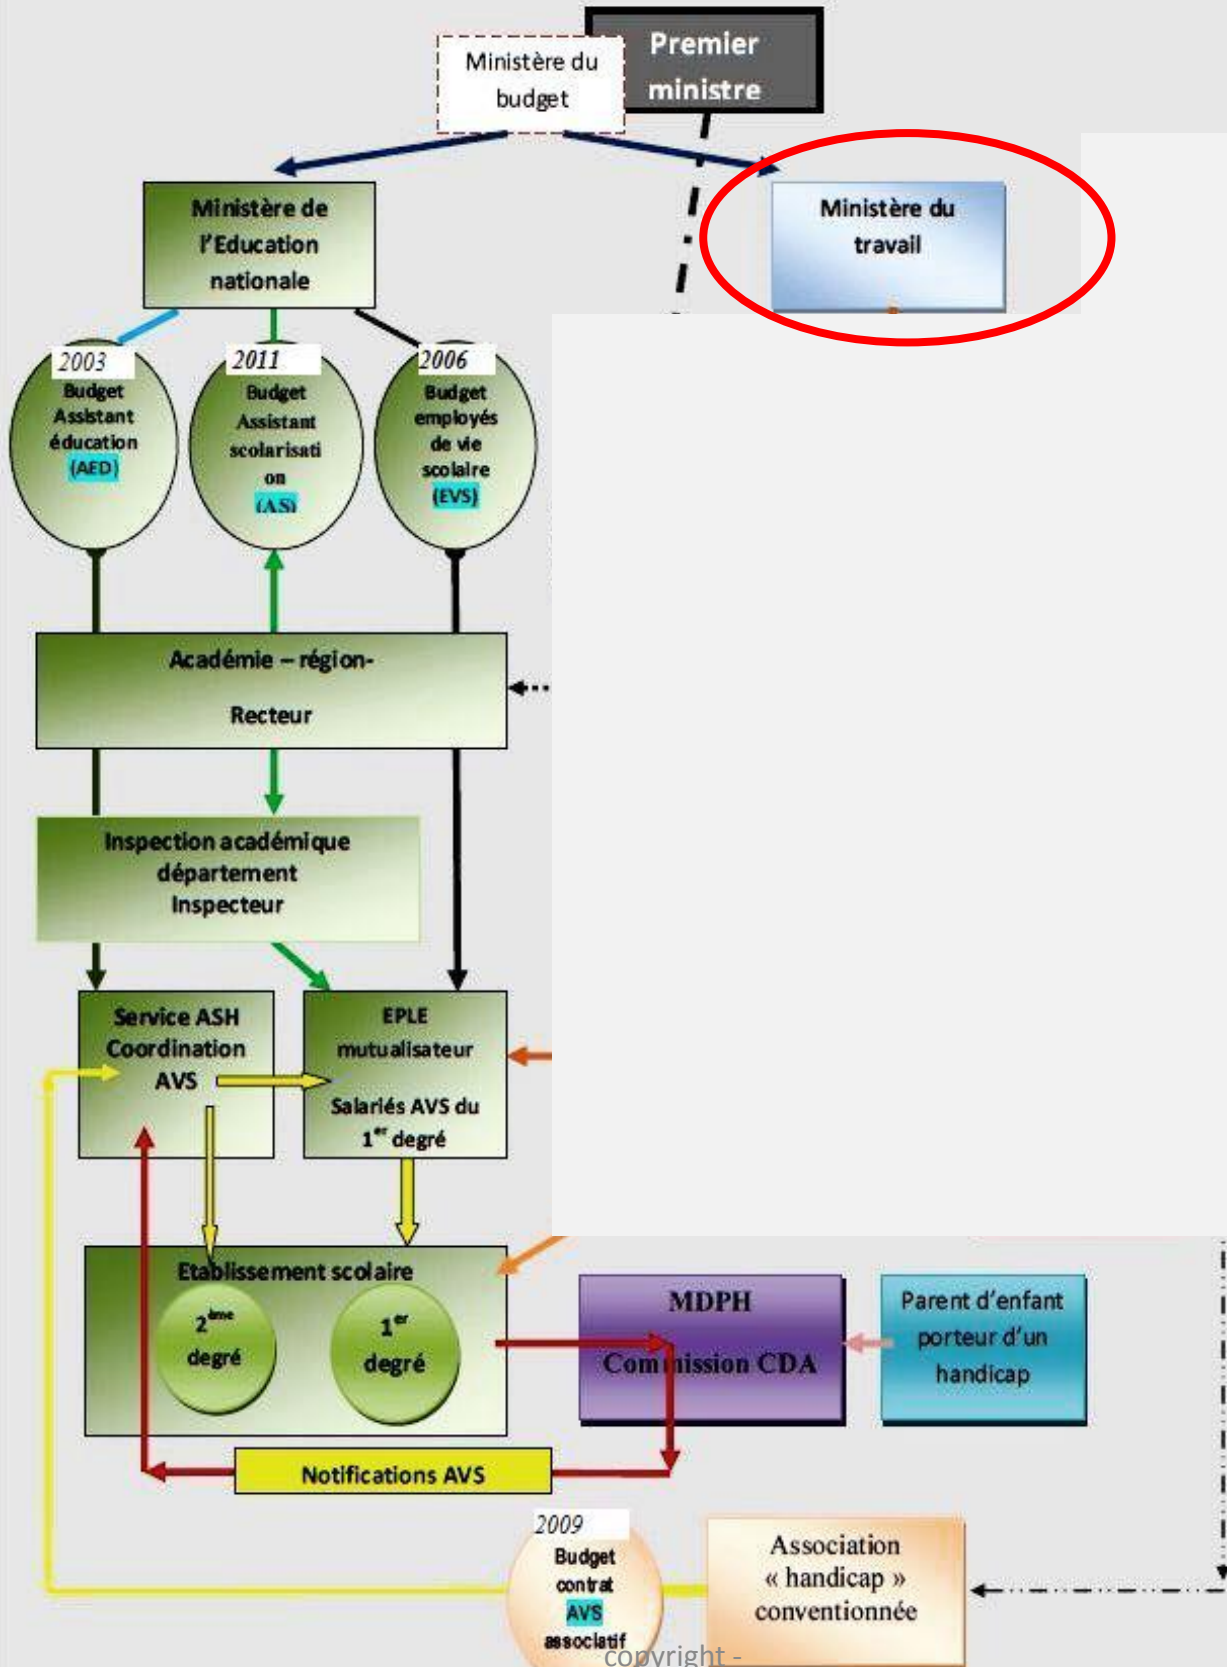 Ministère du
budget
Premier
ministre
Ministère de
l'Education
nationale
Ministère du
travail
2003
Budget
Assistant
éducation
(AED)
2011
Budget
Assistant
scolarisati
on
(AS)
2006
Budget
employés
de vie
scolaire
(EVS)
Académie – région-
Recteur
Inspection académique
département
Inspecteur
Service ASH
Coordination
AVS
EPLE
mutualisateur
Salariés AVS du
1er degré
Etablissement scolaire
2ème
degré
1er
degré
MDPH
Commission CDA
Parent d'enfant
porteur d'un
handicap
Notifications AVS
2009
Budget
contrat
AVS
associatif
Association
« handicap »
conventionnée
copyright -